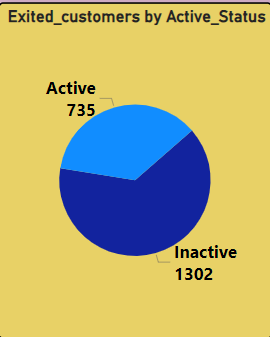 Exited_customers by Active_Status
Active
735
Inactive
1302